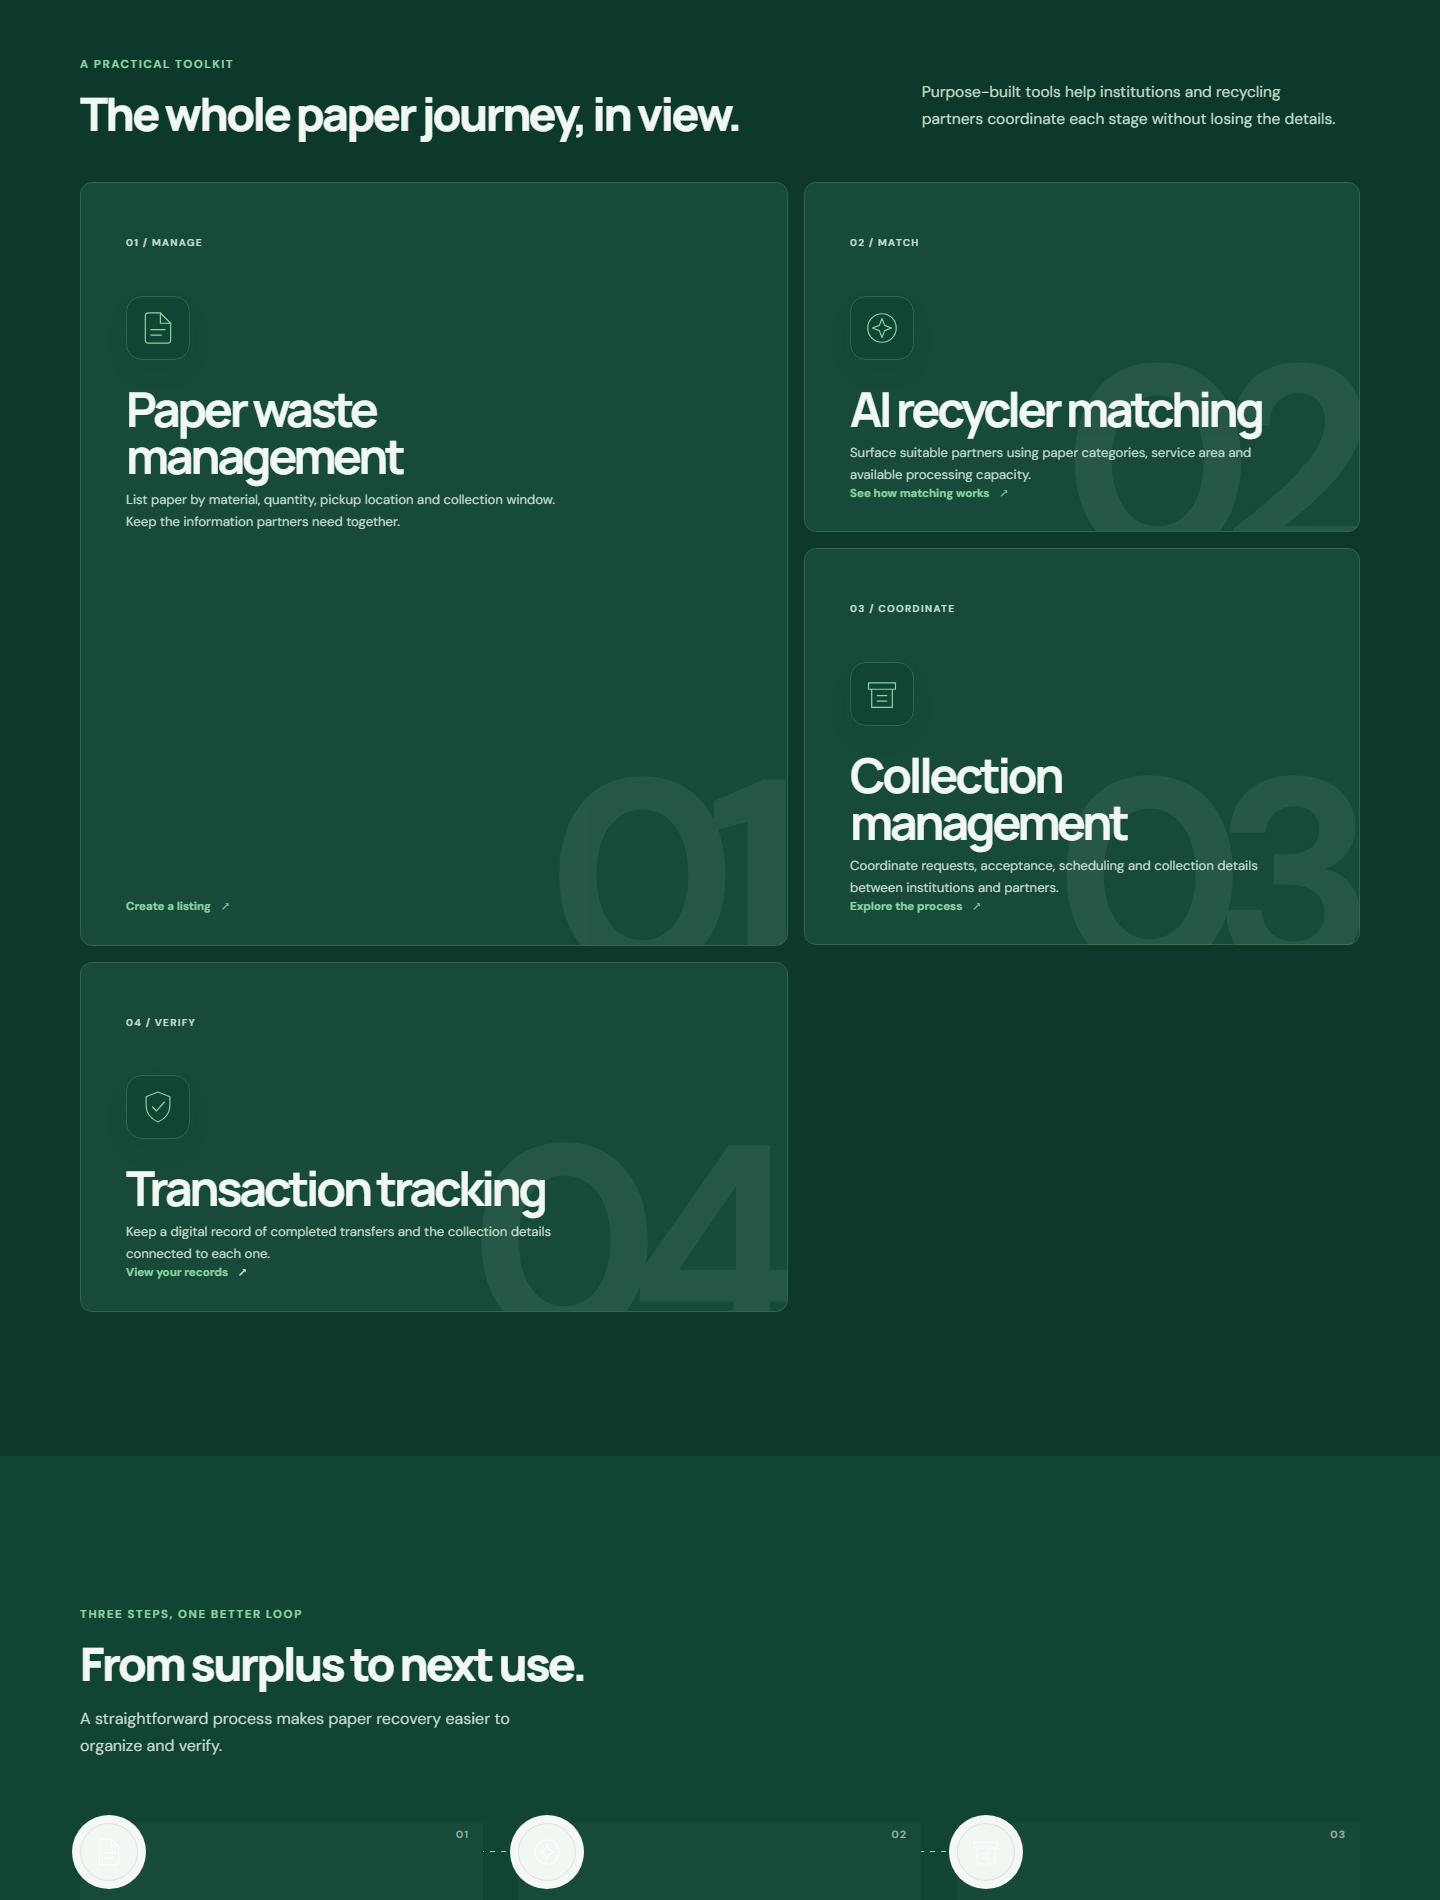 A PRACTICAL TOOLKIT
The whole paper journey, in view.
Purpose-built tools help institutions and recycling
partners coordinate each stage without losing the details.
01 / MANAGE
Paper waste
management
List paper by material, quantity, pickup location and collection window.
Keep the information partners need together.
Create a listing ↗
01
02 / MATCH
AI recycler matching
Surface suitable partners using paper categories, service area and
available processing capacity.
See how matching works ↗
02
03 / COORDINATE
Collection
management
Coordinate requests, acceptance, scheduling and collection details
between institutions and partners.
Explore the process ↗
03
04 / VERIFY
Transaction tracking
Keep a digital record of completed transfers and the collection details
connected to each one.
View your records ↗
04
THREE STEPS, ONE BETTER LOOP
From surplus to next use.
A straightforward process makes paper recovery easier to
organize and verify.
01
02
03